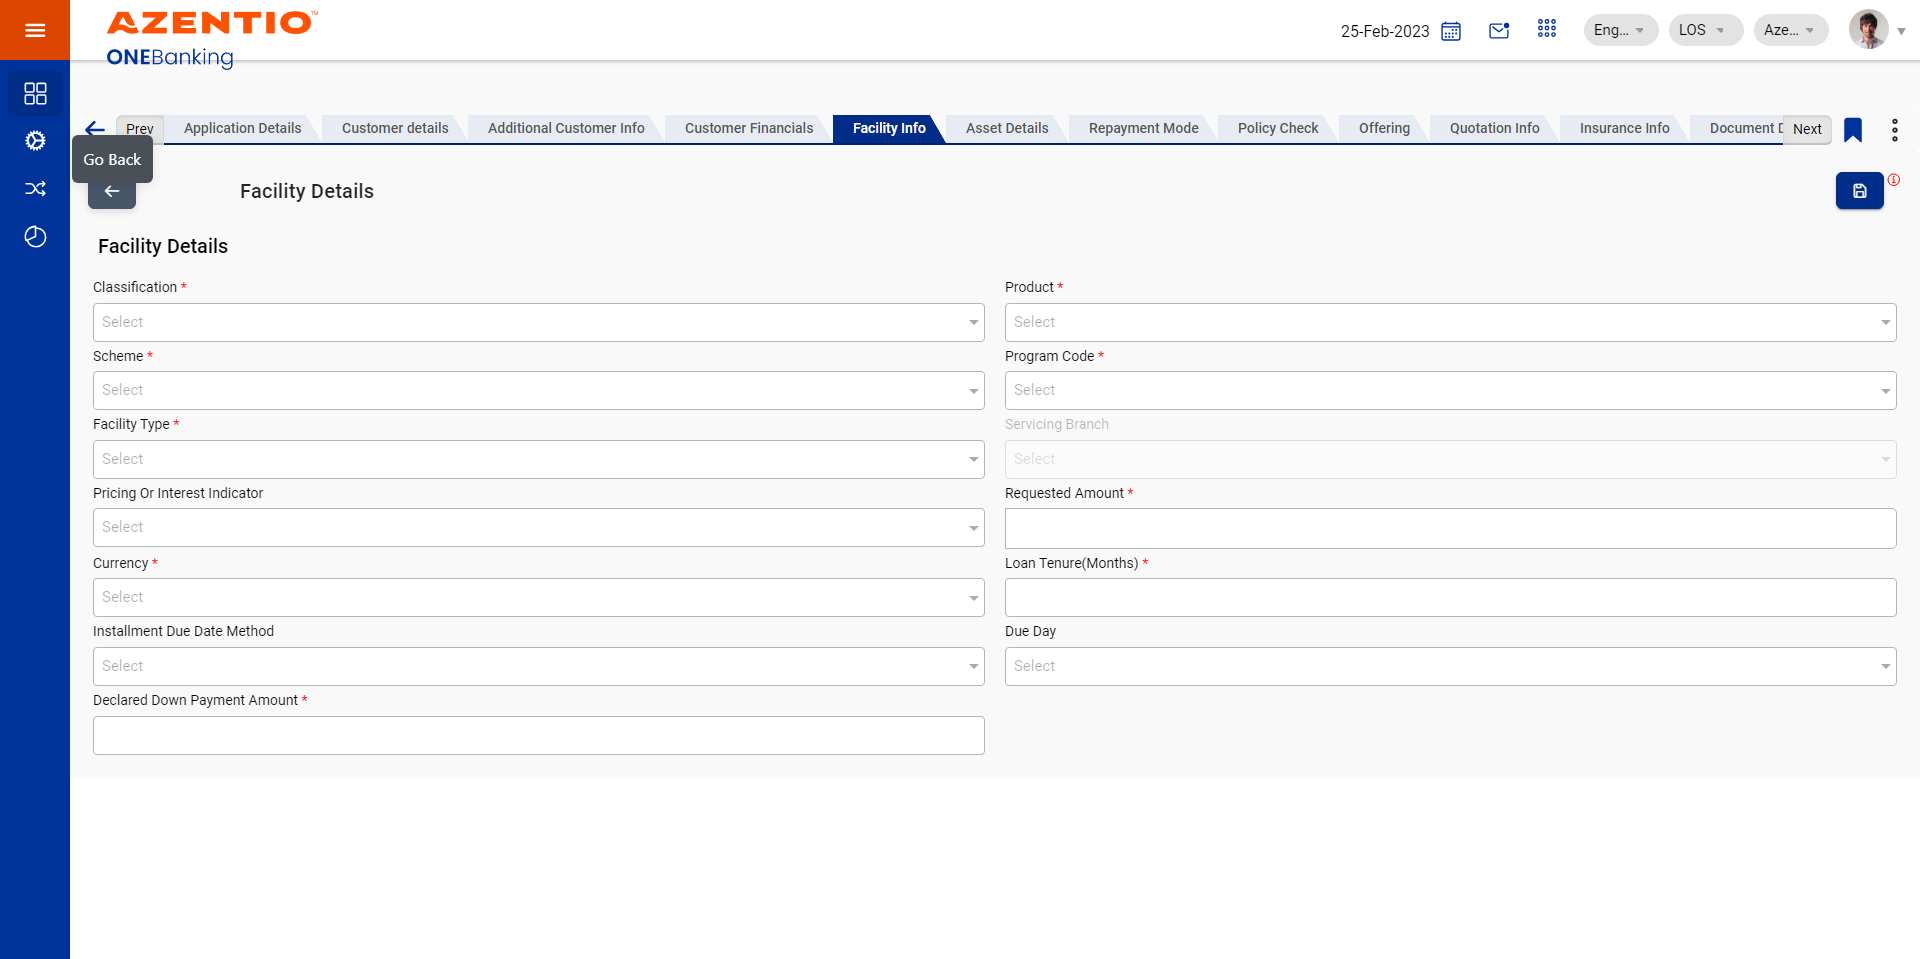 AZENTIO™
ONEBanking
25-Feb-2023
Eng...
LOS
Aze...
Prev
Application Details
Customer details
Additional Customer Info
Customer Financials
Facility Info
Asset Details
Repayment Mode
Policy Check
Offering
Quotation Info
Insurance Info
Document D
Next
Go Back
Facility Details
Facility Details
Classification *
Select
Product *
Select
Scheme *
Select
Program Code *
Select
Facility Type *
Select
Servicing Branch
Select
Pricing Or Interest Indicator
Select
Requested Amount *
Currency *
Select
Loan Tenure(Months) *
Installment Due Date Method
Select
Due Day
Select
Declared Down Payment Amount *